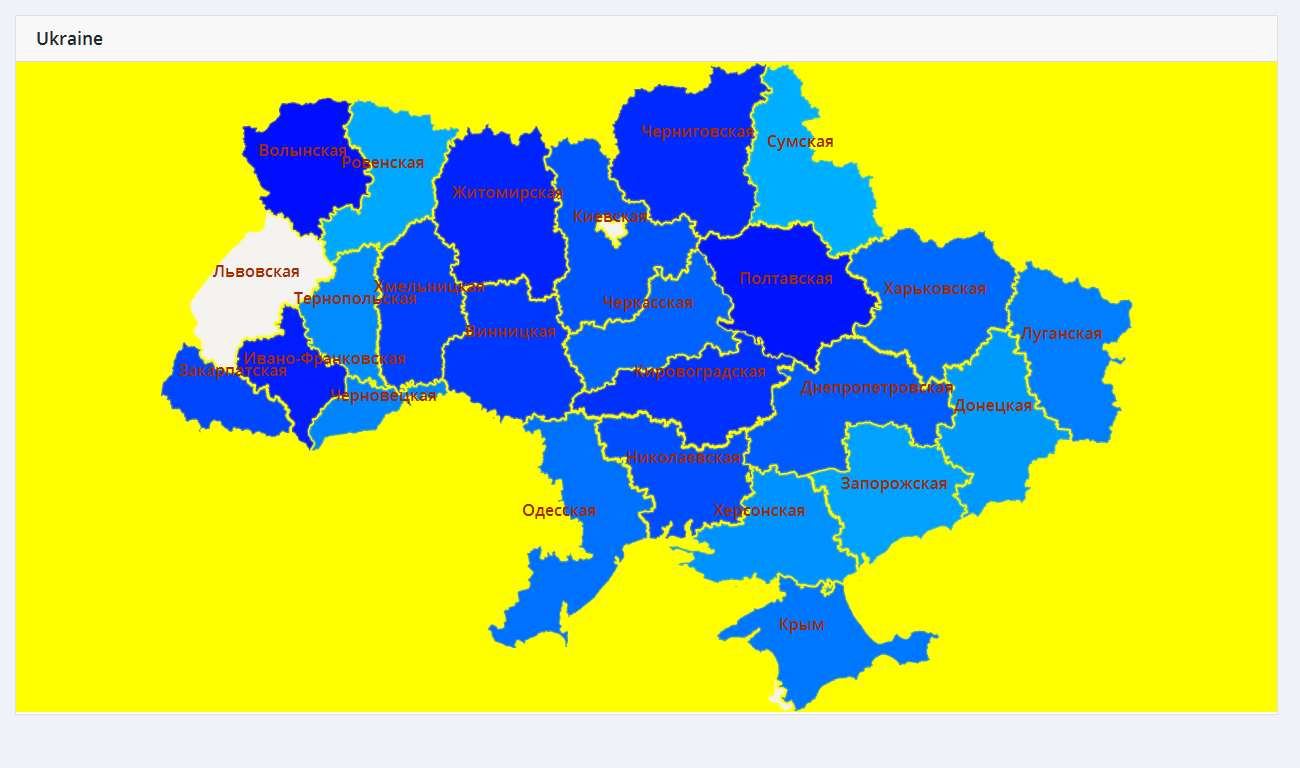 Ukraine
Черниговская
Сумская
Волынская
Ровенская
Житомирская
Киевская
Львовская
Полтавская
Хмельницкая
Харьковская
Тернопольская
Черкасская
Винницкая
Луганская
Ивано-Франковская
Закарпатская
Кировоградская
Днепропетровская
Черновецкая
Донецкая
Николаевская
Запорожская
Одесская
Херсонская
Крым